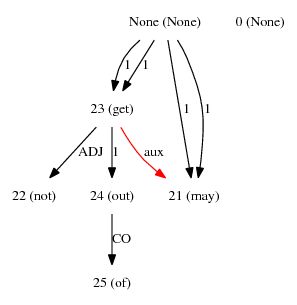 None (None) 0 (None)
1 1 1 1
23 (get)
ADJ 1 aux
22 (not) 24 (out) 21 (may)
CO
25 (of)